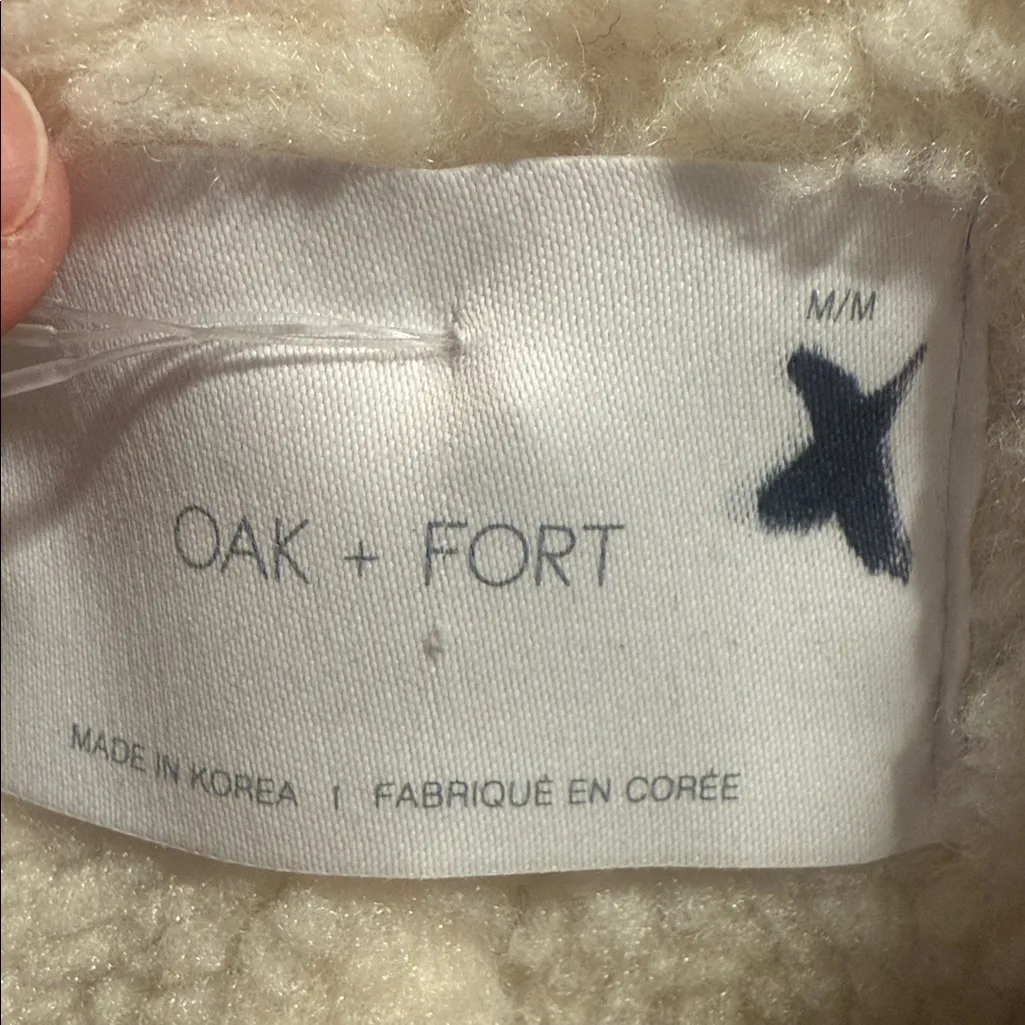 M/M
OAK + FORT
MADE IN KOREA | FABRIQUÉ EN CORÉE